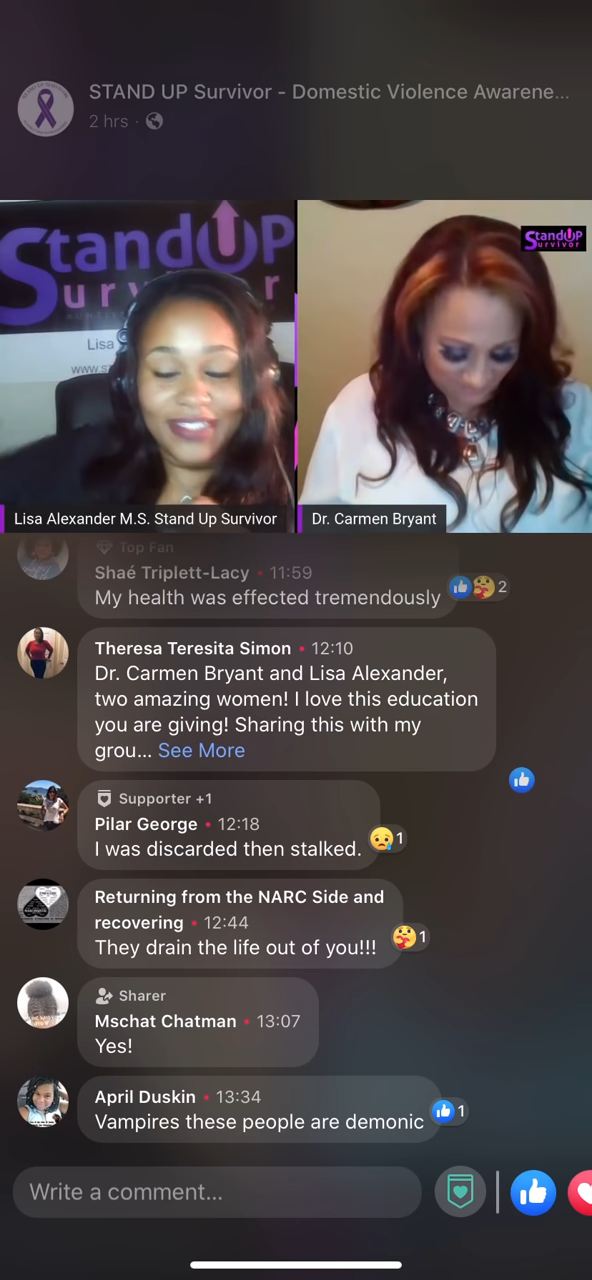 STAND UP Survivor - Domestic Violence Awarene...
2 hrs ·
StandUP
Survivor
Lisa
www.s
StandUP
Survivor
Lisa Alexander M.S. Stand Up Survivor
Dr. Carmen Bryant
Top Fan
Shaé Triplett-Lacy • 11:59
My health was effected tremendously
2
Theresa Teresita Simon • 12:10
Dr. Carmen Bryant and Lisa Alexander,
two amazing women! I love this education
you are giving! Sharing this with my
grou... See More
Supporter +1
Pilar George • 12:18
I was discarded then stalked.
1
Returning from the NARC Side and
recovering • 12:44
They drain the life out of you!!!
1
Sharer
Mschat Chatman • 13:07
Yes!
April Duskin • 13:34
Vampires these people are demonic
1
Write a comment...